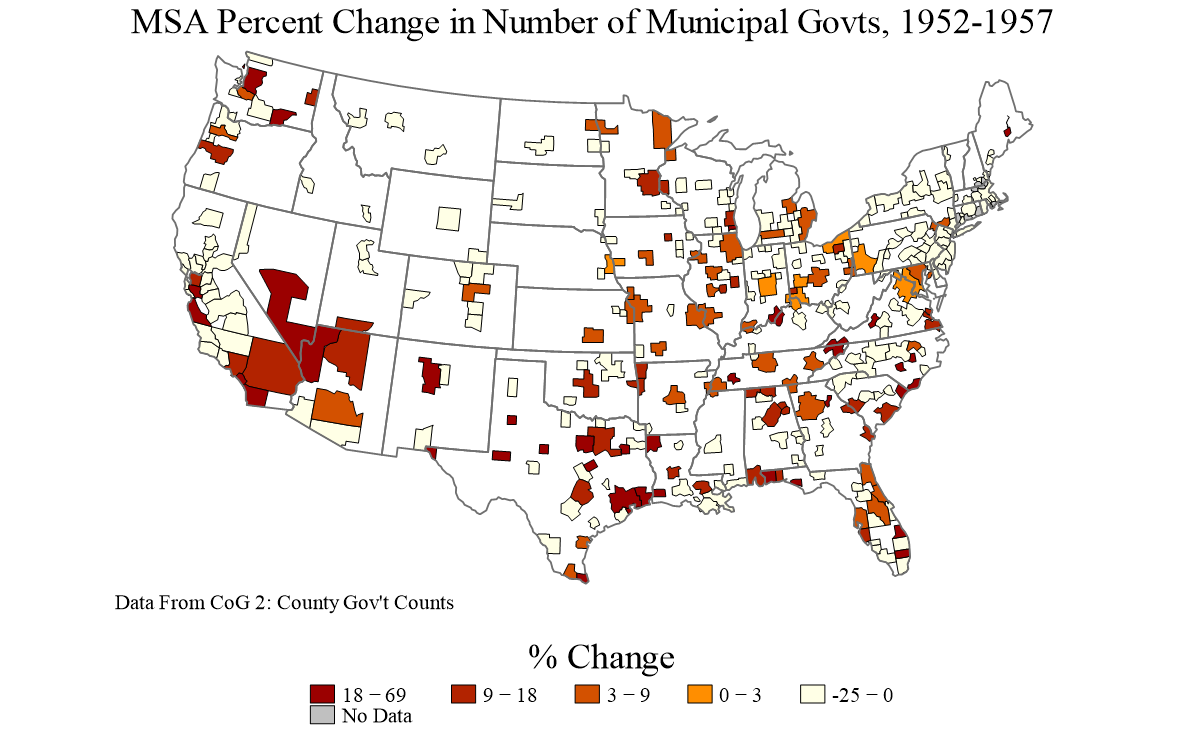 MSA Percent Change in Number of Municipal Govts, 1952-1957
Data From CoG 2: County Gov't Counts
% Change
18 – 69 9 – 18 3 – 9 0 – 3 -25 – 0
No Data